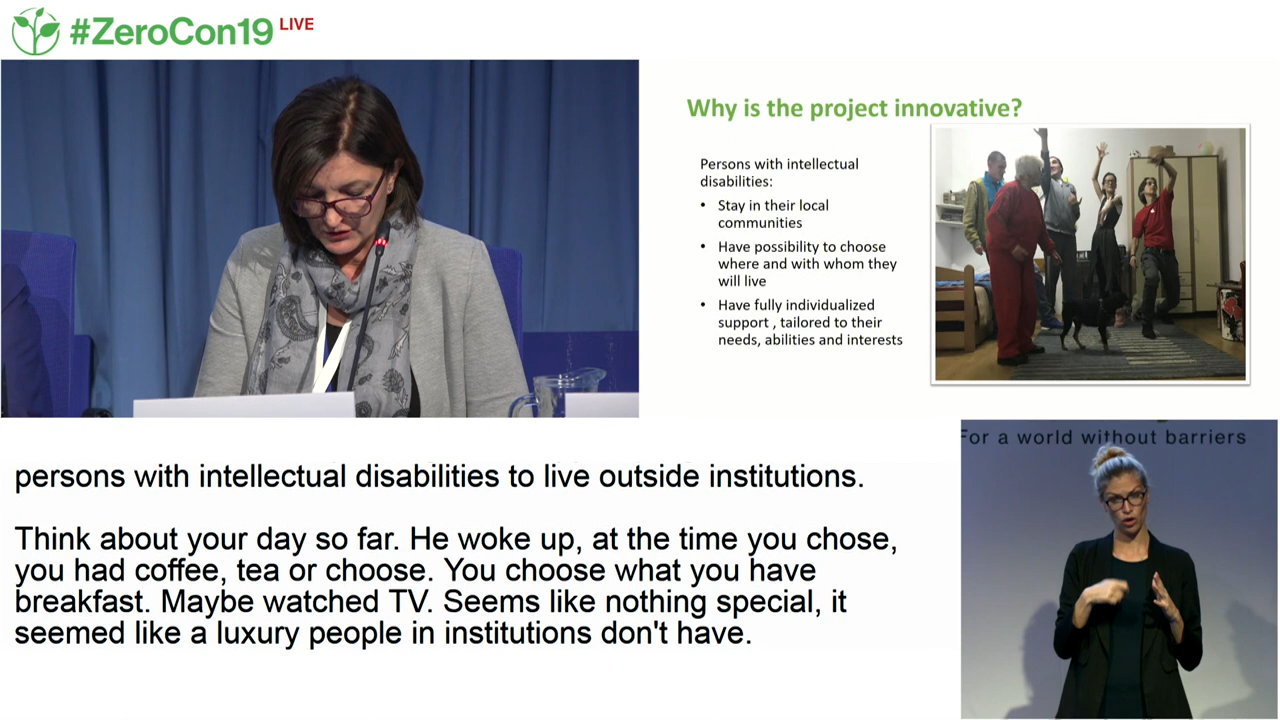 #ZeroCon19 LIVE
Why is the project innovative?
Persons with intellectual
disabilities:
• Stay in their local
communities
• Have possibility to choose
where and with whom they
will live
• Have fully individualized
support , tailored to their
needs, abilities and interests
For a world without barriers
persons with intellectual disabilities to live outside institutions.
Think about your day so far. He woke up, at the time you chose,
you had coffee, tea or choose. You choose what you have
breakfast. Maybe watched TV. Seems like nothing special, it
seemed like a luxury people in institutions don't have.